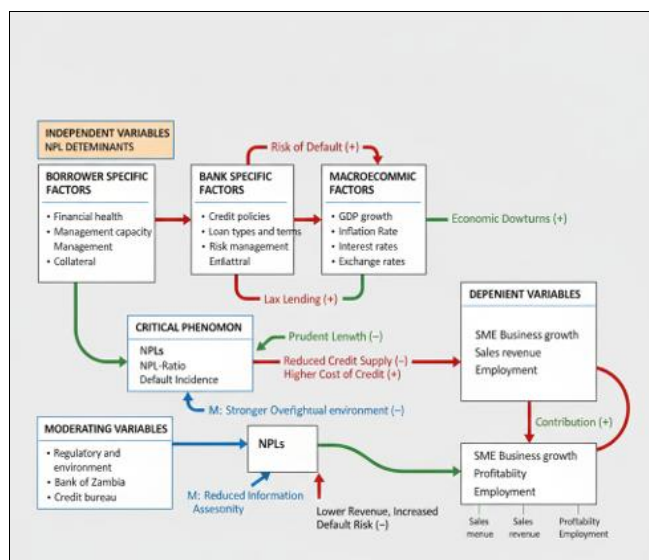 INDEPENDENT VARIABLES
NPL DETEMINANTS
BORROWER SPECIFIC
FACTORS
• Financial health
• Management capacity
Management
• Collateral
BANK SPECIFIC
FACTORS
• Credit policies
• Loan types and terms
• Risk management
Emlattral
MACROECOMMIC
FACTORS
• GDP growth
• Inflation Rate
• Interest rates
• Exchange rates
Risk of Default (+)
Economic Dowturns (+)
Lax Lending (+)
CRITICAL PHENOMON
NPLs
NPL-Ratio
Default Incidence
Prudent Lenwth (−)
Reduced Credit Supply (−)
Higher Cost of Credit (+)
M: Stronger Overfightual environment (−)
DEPENIENT VARIABLES
SME Business growth
Sales revenue
Employment
Contribution (+)
MODERATING VARIABLES
• Regulatory and
environment
• Bank of Zambia
• Credit bureau
NPLs
M: Reduced Information
Assesonity
Lower Revenue, Increased
Default Risk (−)
SME Business growth
Profitability
Employment
Sales
menue
Sales
revenue
Profitability
Employment